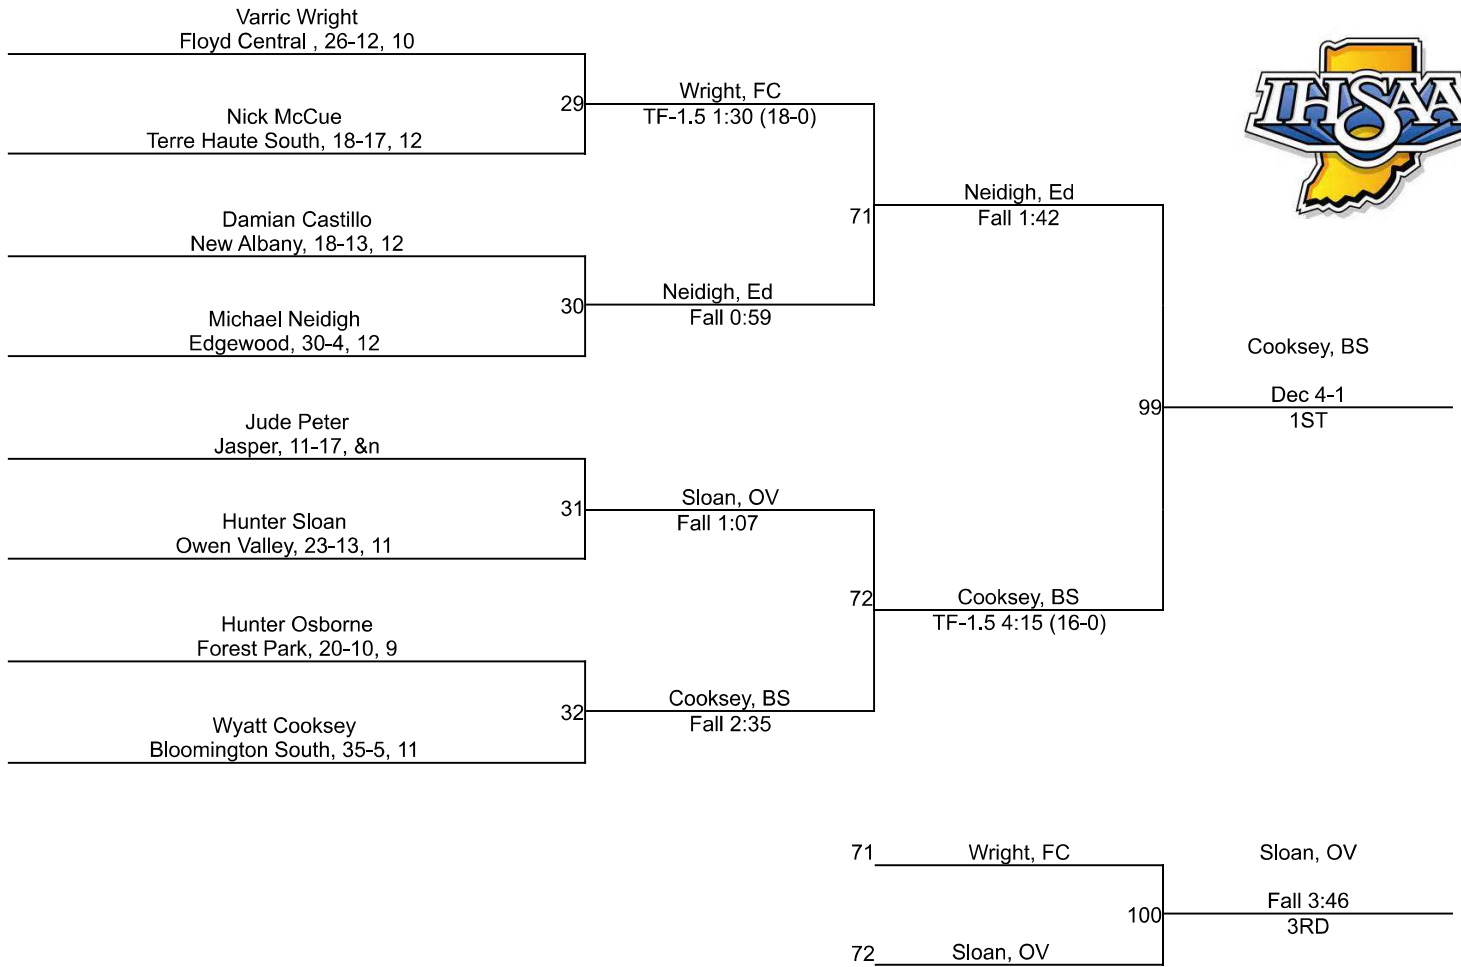 Varric Wright
Floyd Central , 26-12, 10
29
Wright, FC
TF-1.5 1:30 (18-0)
Nick McCue
Terre Haute South, 18-17, 12
IHSAA
71
Neidigh, Ed
Fall 1:42
Damian Castillo
New Albany, 18-13, 12
30
Neidigh, Ed
Fall 0:59
Michael Neidigh
Edgewood, 30-4, 12
99
Cooksey, BS
Dec 4-1
1ST
Jude Peter
Jasper, 11-17, &n
31
Sloan, OV
Fall 1:07
Hunter Sloan
Owen Valley, 23-13, 11
72
Cooksey, BS
TF-1.5 4:15 (16-0)
Hunter Osborne
Forest Park, 20-10, 9
32
Cooksey, BS
Fall 2:35
Wyatt Cooksey
Bloomington South, 35-5, 11
71
Wright, FC
100
Sloan, OV
Fall 3:46
3RD
72
Sloan, OV